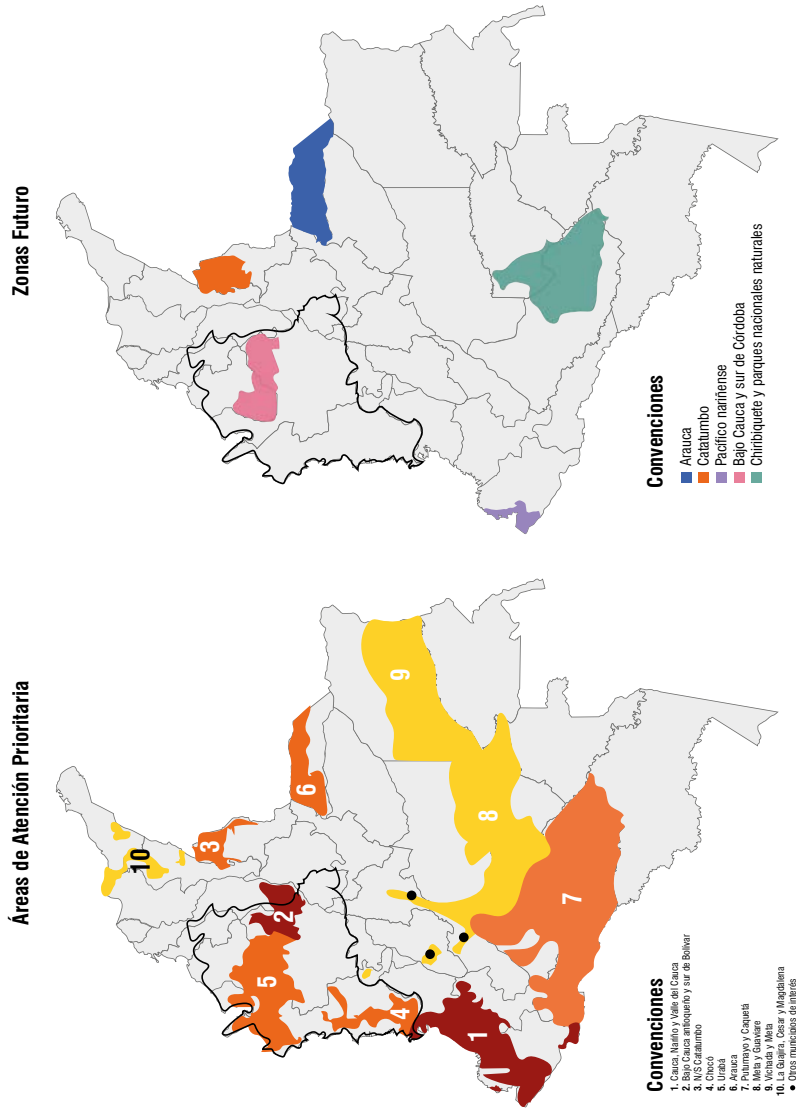 Áreas de Atención Prioritaria
10
3
6
2
5
9
8
4
1
7
Convenciones
1. Cauca, Nariño y Valle del Cauca
2. Bajo Cauca antioqueño y sur de Bolívar
3. N/S Catatumbo
4. Chocó
5. Urabá
6. Arauca
7. Putumayo y Caquetá
8. Meta y Guaviare
9. Vichada y Meta
10. La Guajira, Cesar y Magdalena
● Otros municipios de interés
Zonas Futuro
Convenciones
Arauca
Catatumbo
Pacífico nariñense
Bajo Cauca y sur de Córdoba
Chiribiquete y parques nacionales naturales